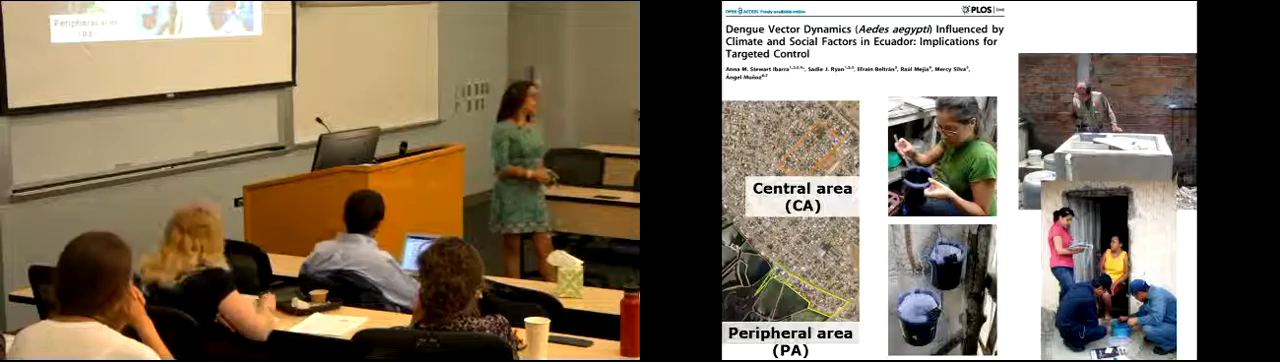 Peripheral area
(PA)
OPEN ACCESS Freely available online
PLOS
Dengue Vector Dynamics (Aedes aegypti) Influenced by
Climate and Social Factors in Ecuador: Implications for
Targeted Control
Anna M. Stewart Ibarra, Sadie J. Ryan, Efrain Beltrán, Raúl Mejía, Mercy Silva,
Ángel Muñoz
Central area
(CA)
Peripheral area
(PA)